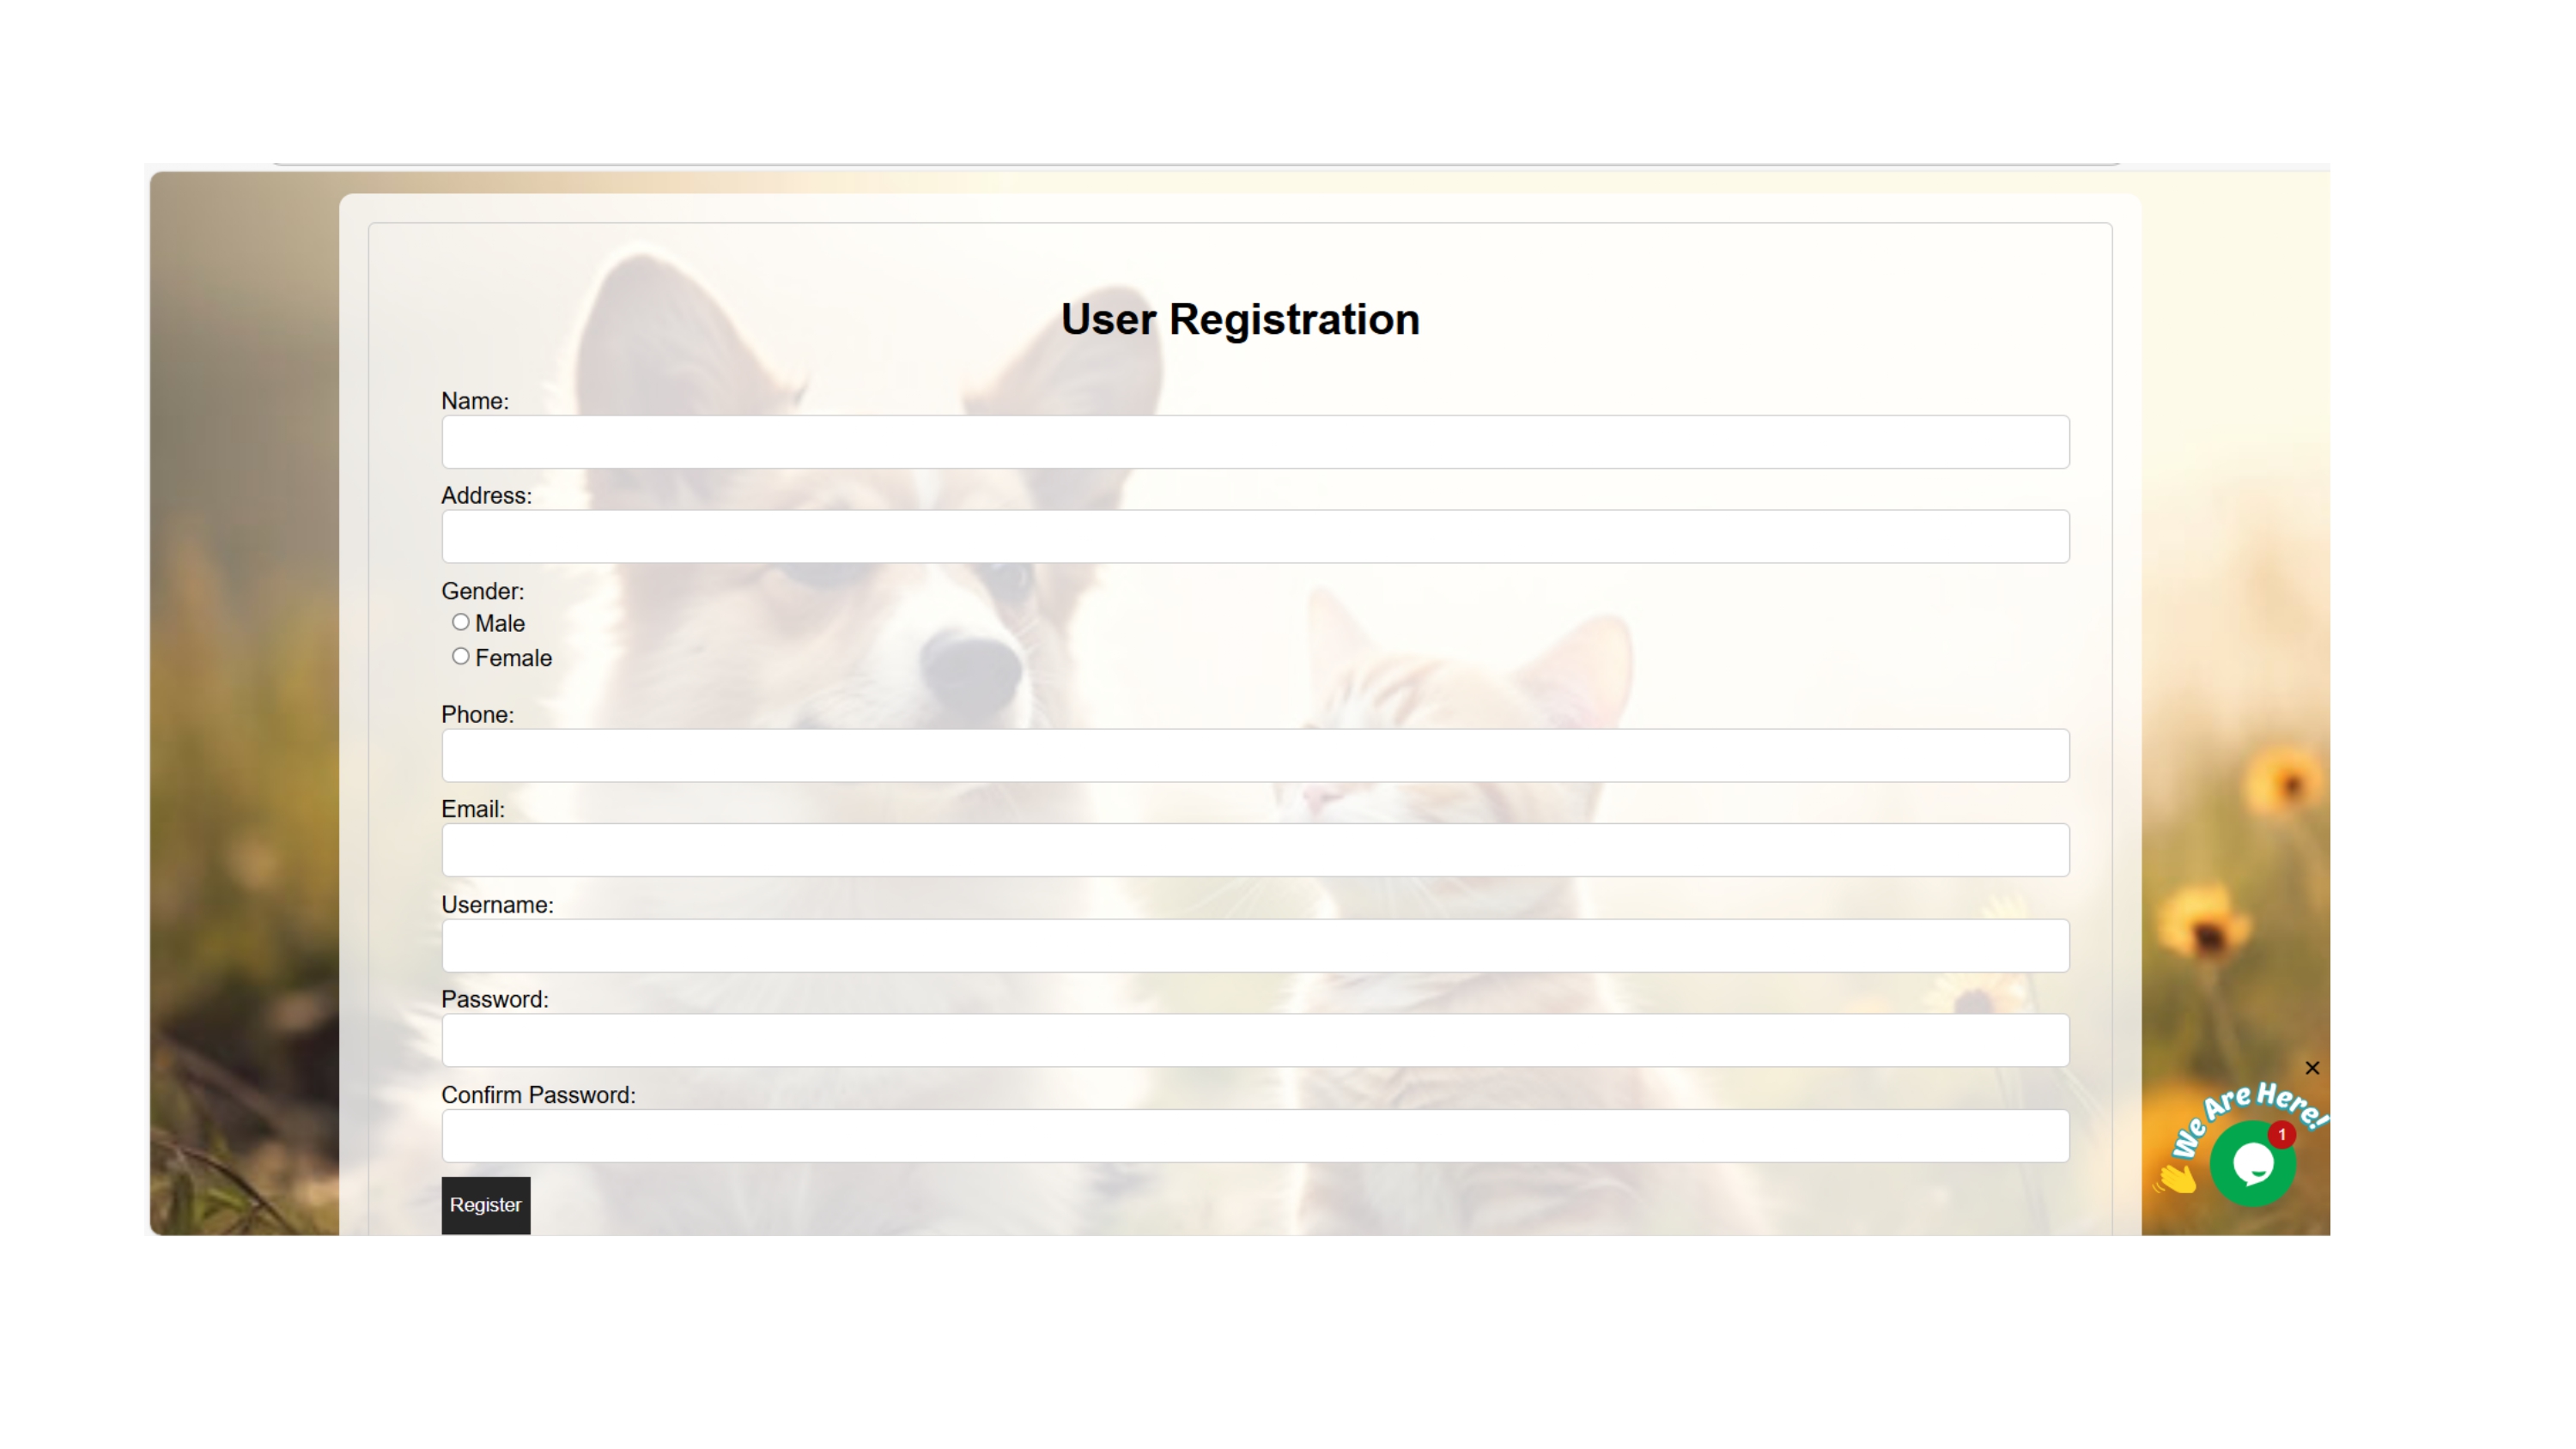 User Registration
Name:
Address:
Gender:
Male
Female
Phone:
Email:
Username:
Password:
Confirm Password:
Register
We Are Here!
1